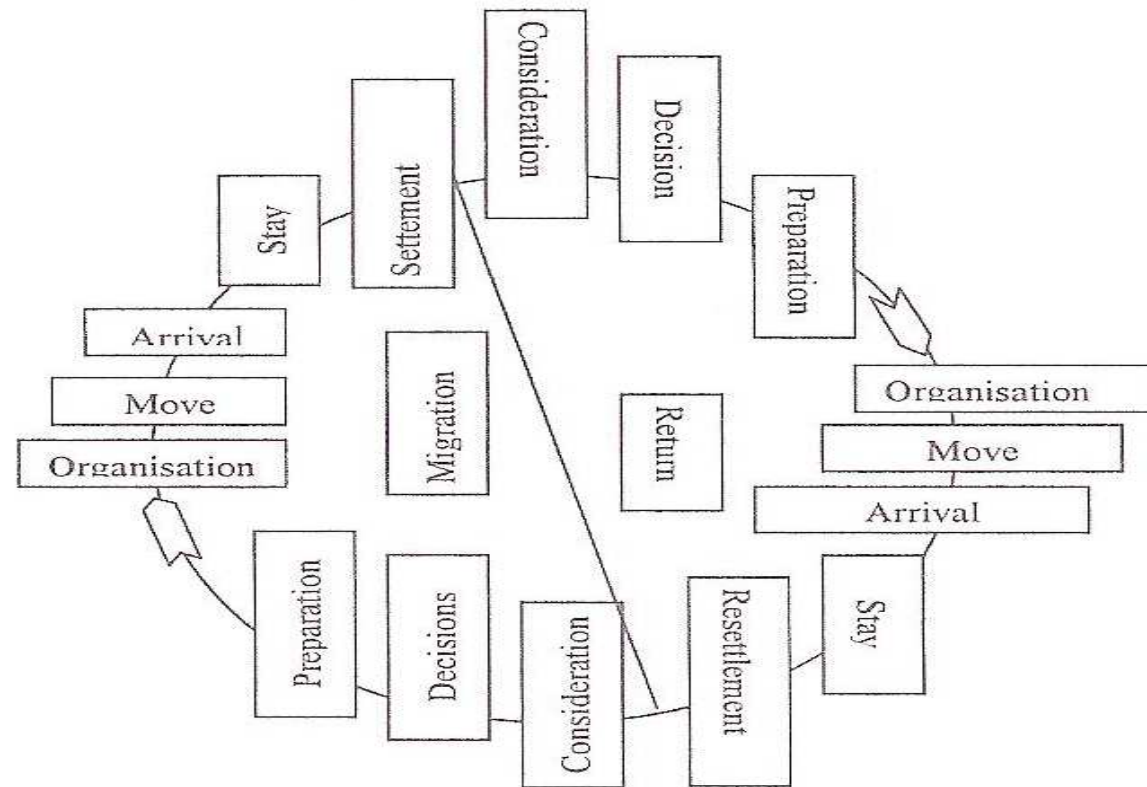 Consideration
Decision
Preparation
Organisation
Move
Arrival
Stay
Resettlement
Consideration
Decisions
Preparation
Organisation
Move
Arrival
Stay
Settement
Migration
Return